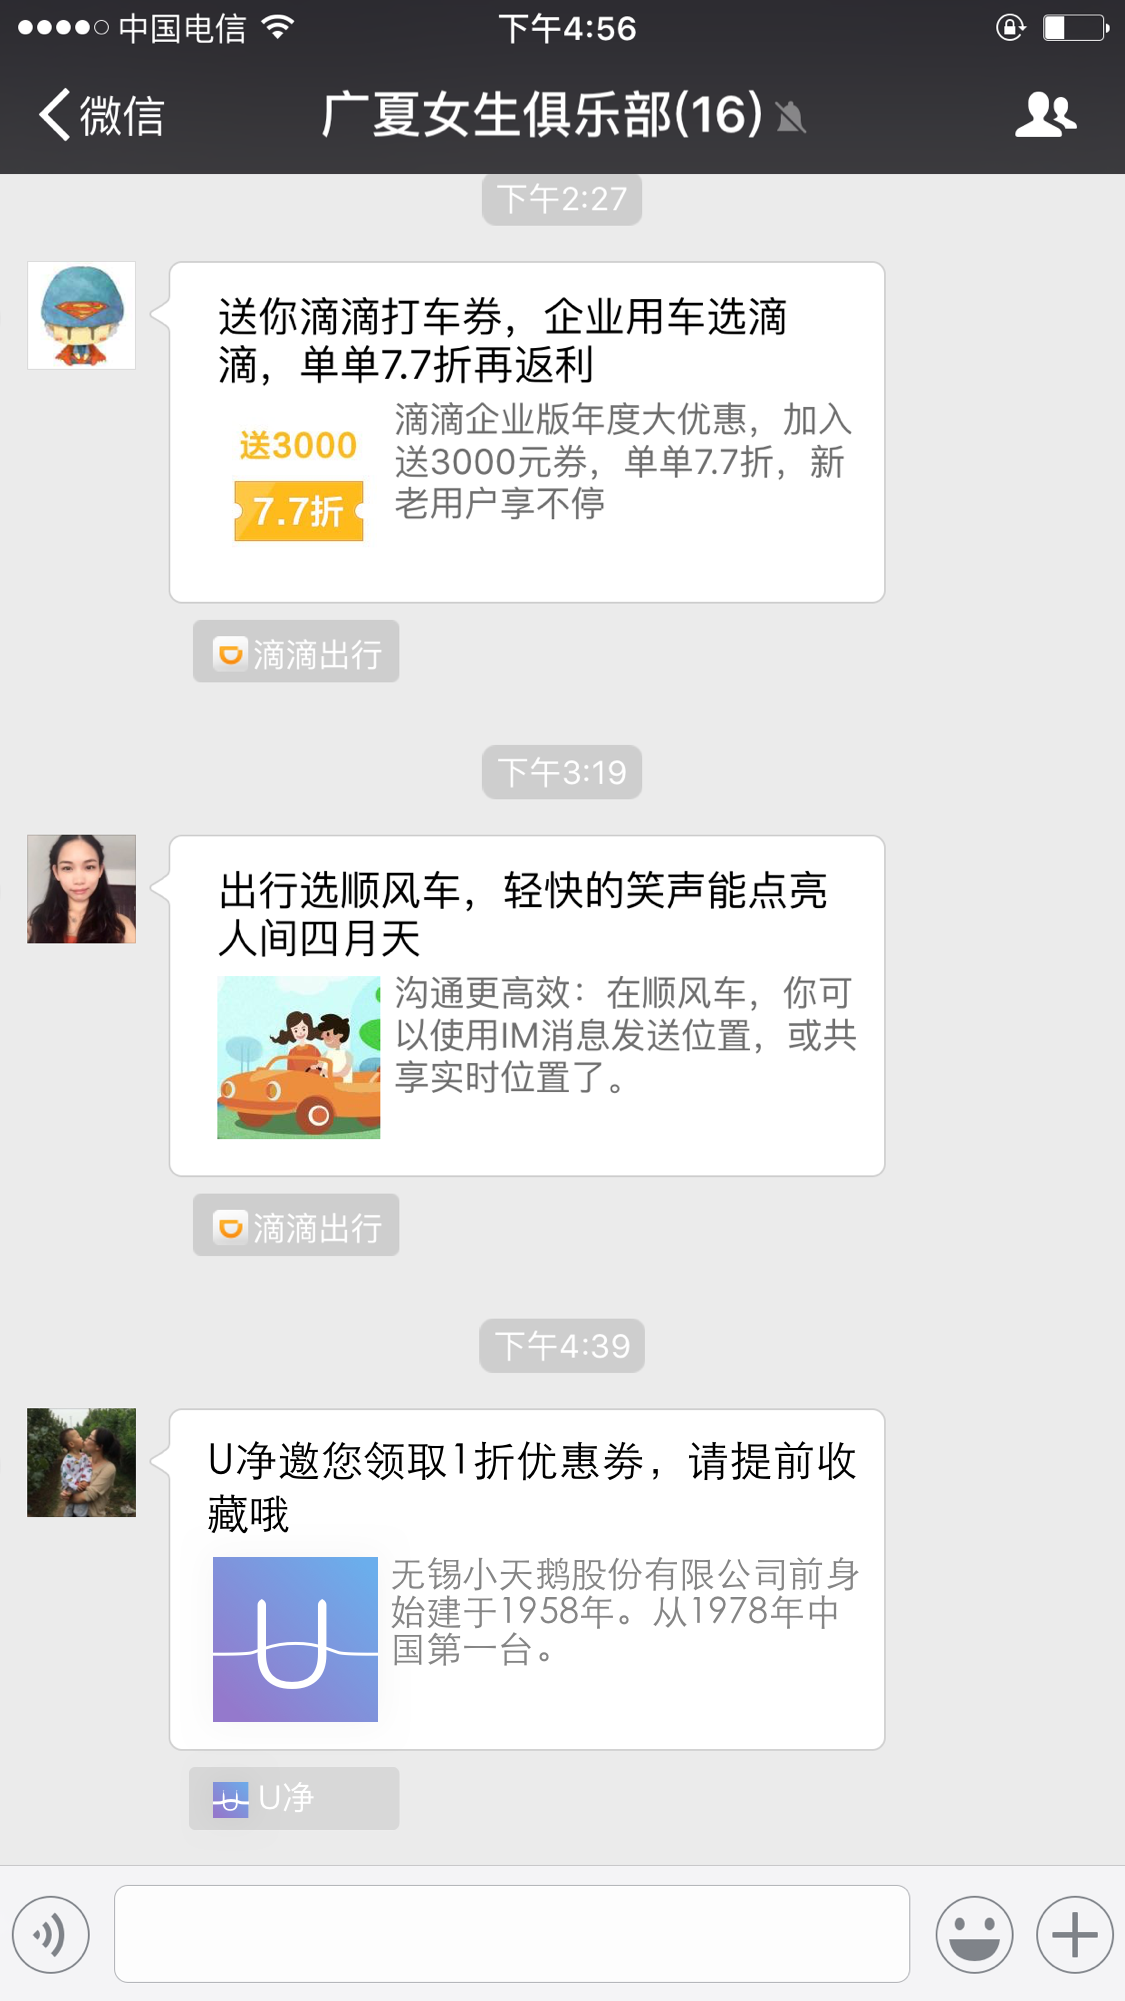 中国电信
下午4:56
微信
广夏女生俱乐部(16)
下午2:27
送你滴滴打车券，企业用车选滴
滴，单单7.7折再返利
送3000
7.7折
滴滴企业版年度大优惠，加入
送3000元券，单单7.7折，新
老用户享不停
滴滴出行
下午3:19
出行选顺风车，轻快的笑声能点亮
人间四月天
沟通更高效：在顺风车，你可
以使用IM消息发送位置，或共
享实时位置了。
滴滴出行
下午4:39
U净邀您领取1折优惠券，请提前收
藏哦
无锡小天鹅股份有限公司前身
始建于1958年。从1978年中
国第一台。
U净